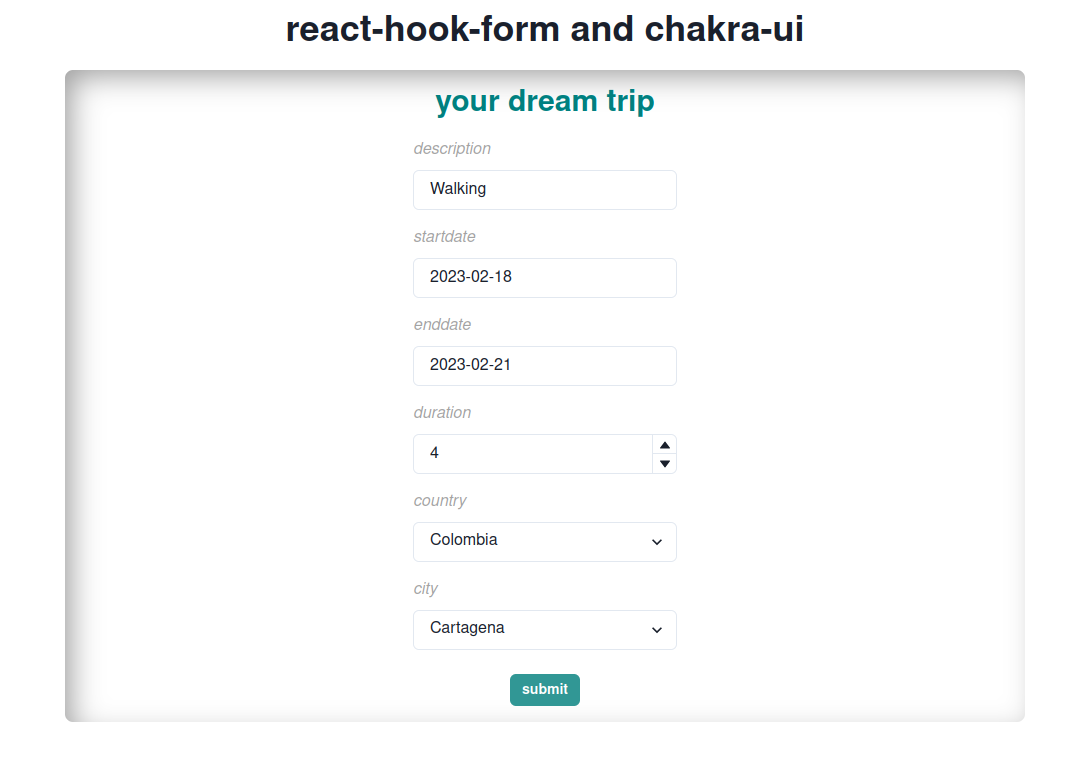 react-hook-form and chakra-ui
your dream trip
description
Walking
startdate
2023-02-18
enddate
2023-02-21
duration
4
country
Colombia
city
Cartagena
submit